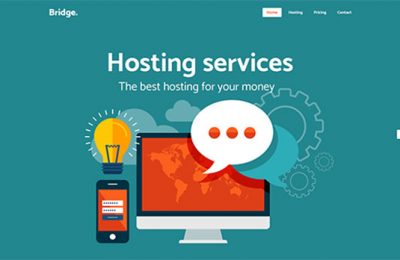 Bridge.
Home Hosting Pricing Contact
Hosting services
The best hosting for your money